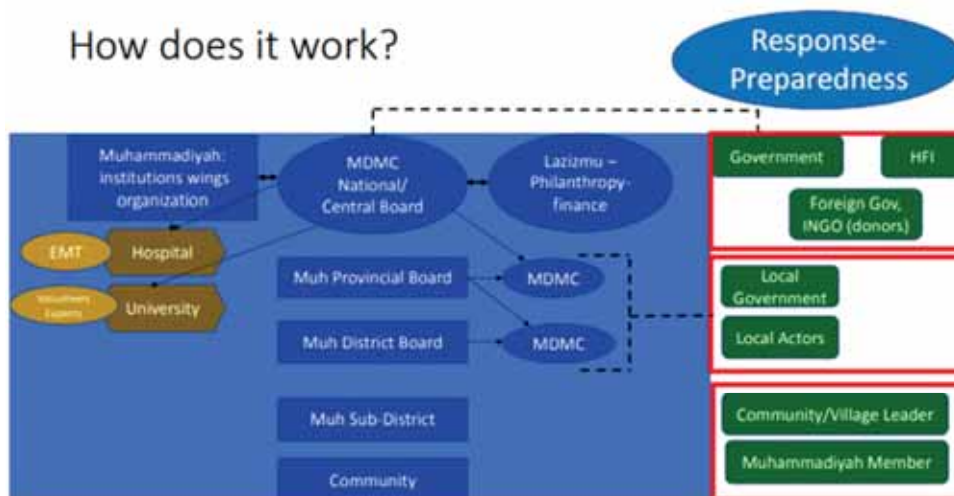 How does it work?
Response-
Preparedness
Muhammadiyah:
institutions wings
organization
MDMC
National/
Central Board
Lazizmu –
Philanthropy-
finance
Government
HFI
Foreign Gov,
INGO (donors)
EMT
Hospital
Volunteers
Experts
University
Muh Provincial Board
MDMC
Local
Government
Muh District Board
MDMC
Local Actors
Muh Sub-District
Community/Village Leader
Community
Muhammadiyah Member